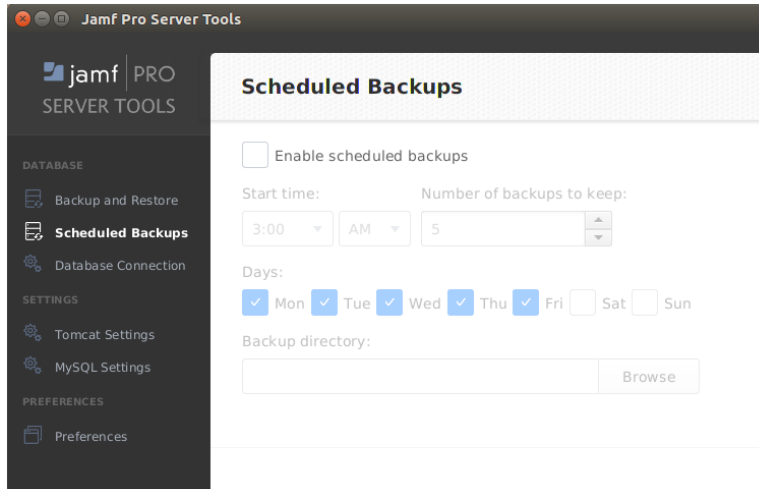 Jamf Pro Server Tools
jamf PRO
SERVER TOOLS
DATABASE
Backup and Restore
Scheduled Backups
Database Connection
SETTINGS
Tomcat Settings
MySQL Settings
PREFERENCES
Preferences
Scheduled Backups
Enable scheduled backups
Start time: Number of backups to keep:
3:00 AM 5
Days:
Mon Tue Wed Thu Fri Sat Sun
Backup directory:
Browse